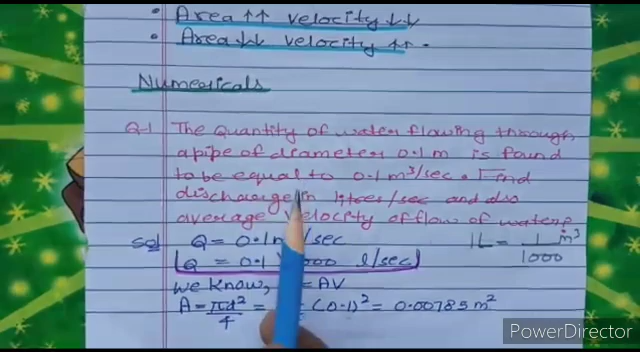 • Area ↑↑ velocity ↓↓
• Area ↓↓ velocity ↑↑.
Numericals
Q-1 The Quantity of water flowing through
a pipe of diameter 0.1 m is found
to be equal to 0.1 m³/sec. Find
discharge in litres/sec and also
average velocity of flow of water.
Sol Q = 0.1 /sec 1L = 1/1000 m³
Q = 0.1 000 l/sec
We know, = AV
A = πd²/4 = (0.1)² = 0.00785 m²
PowerDirector